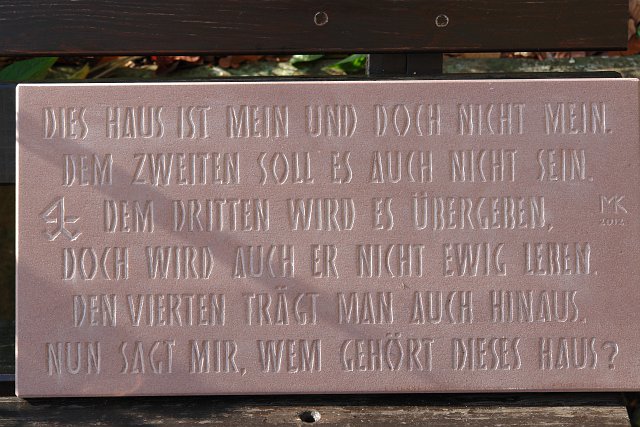 DIES HAUS IST MEIN UND DOCH NICHT MEIN.
DEM ZWEITEN SOLL ES AUCH NICHT SEIN.
DEM DRITTEN WIRD ES ÜBERGEBEN,
MK
2012
DOCH WIRD AUCH ER NICHT EWIG LEBEN.
DEN VIERTEN TRÄGT MAN AUCH HINAUS.
NUN SAGT MIR, WEM GEHÖRT DIESES HAUS?